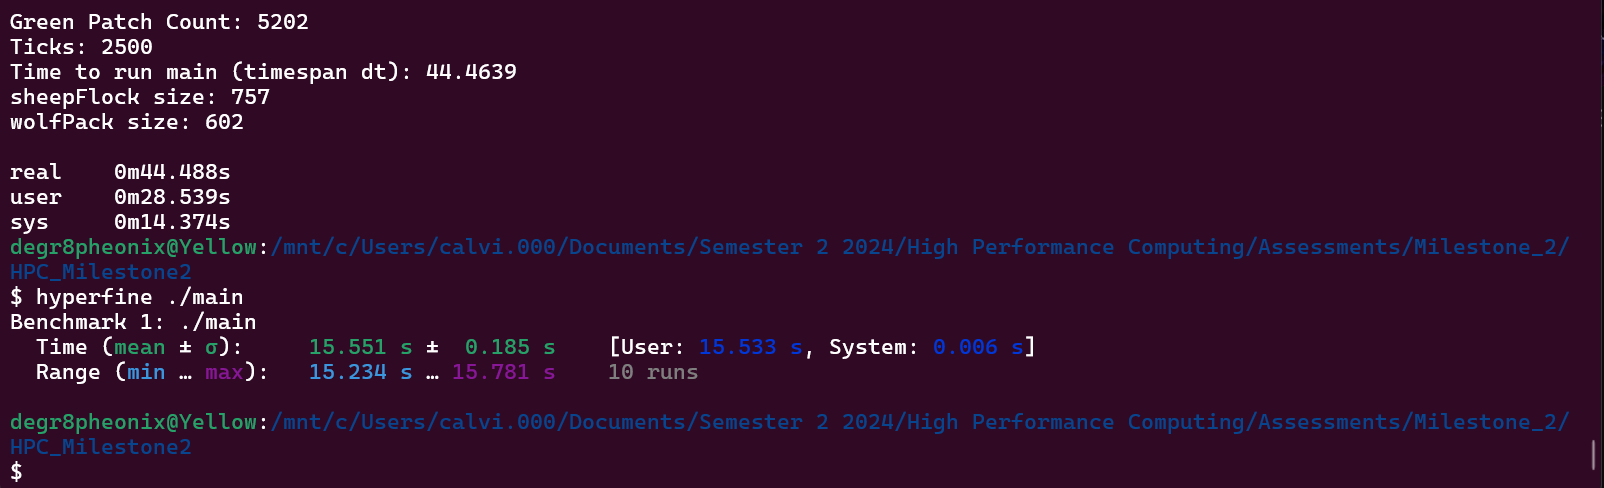 Green Patch Count: 5202
Ticks: 2500
Time to run main (timespan dt): 44.4639
sheepFlock size: 757
wolfPack size: 602
real    0m44.488s
user    0m28.539s
sys     0m14.374s
degr8pheonix@Yellow:/mnt/c/Users/calvi.000/Documents/Semester 2 2024/High Performance Computing/Assessments/Milestone_2/
HPC_Milestone2
$ hyperfine ./main
Benchmark 1: ./main
  Time (mean ± σ):     15.551 s ±  0.185 s    [User: 15.533 s, System: 0.006 s]
  Range (min … max):   15.234 s … 15.781 s    10 runs
degr8pheonix@Yellow:/mnt/c/Users/calvi.000/Documents/Semester 2 2024/High Performance Computing/Assessments/Milestone_2/
HPC_Milestone2
$